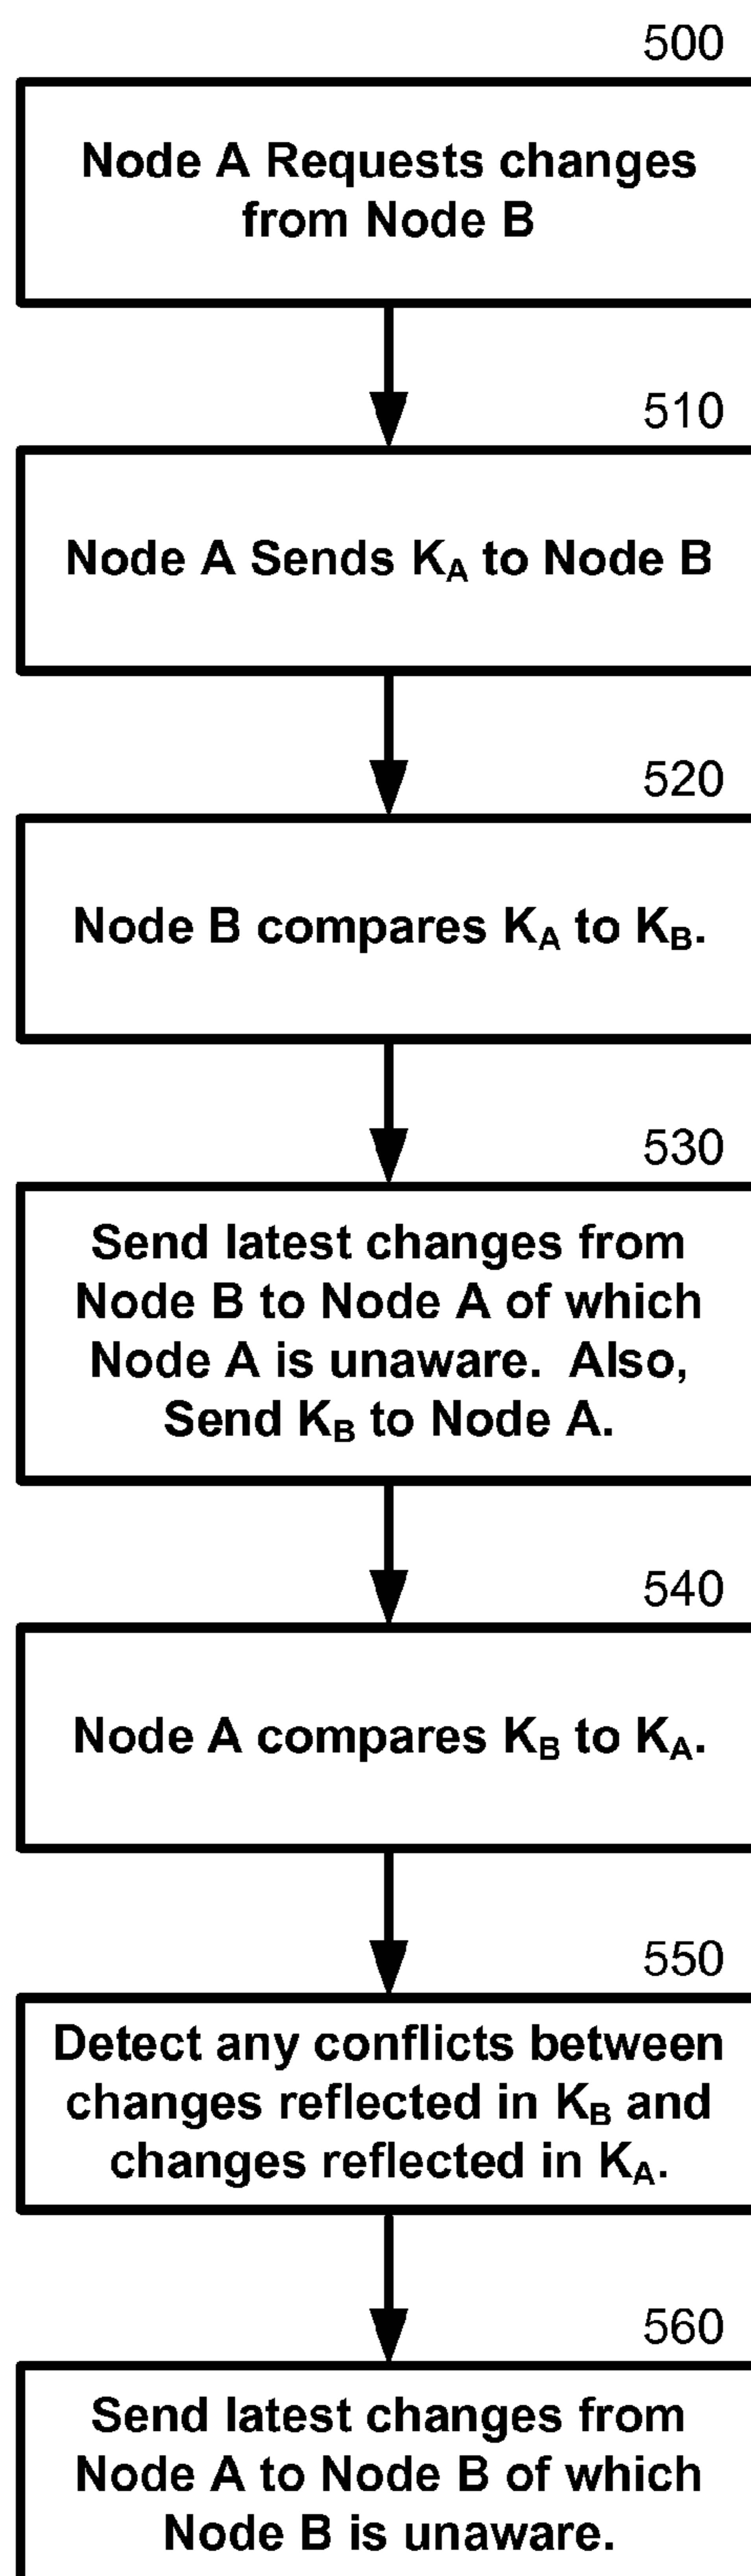 500
Node A Requests changes
from Node B
510
Node A Sends KA to Node B
520
Node B compares KA to KB.
530
Send latest changes from
Node B to Node A of which
Node A is unaware.  Also,
Send KB to Node A.
540
Node A compares KB to KA.
550
Detect any conflicts between
changes reflected in KB and
changes reflected in KA.
560
Send latest changes from
Node A to Node B of which
Node B is unaware.